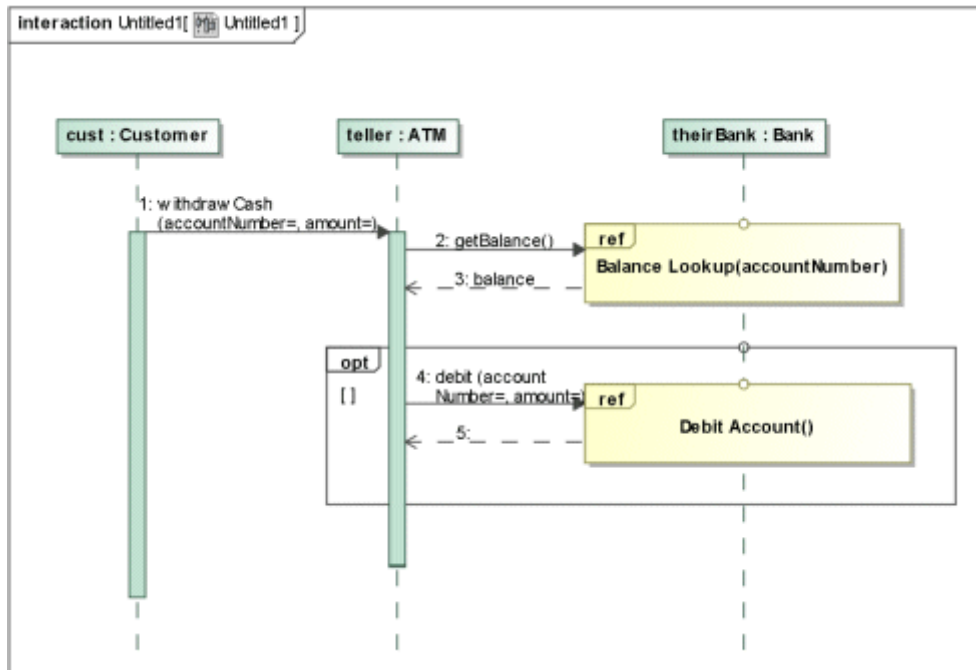 interaction Untitled1[ Untitled1 ]
cust : Customer
teller : ATM
theirBank : Bank
1: withdraw Cash
(accountNumber=, amount=)
2: getBalance()
ref
Balance Lookup(accountNumber)
3: balance
opt
[ ]
4: debit (account
Number=, amount=)
ref
Debit Account()
5: